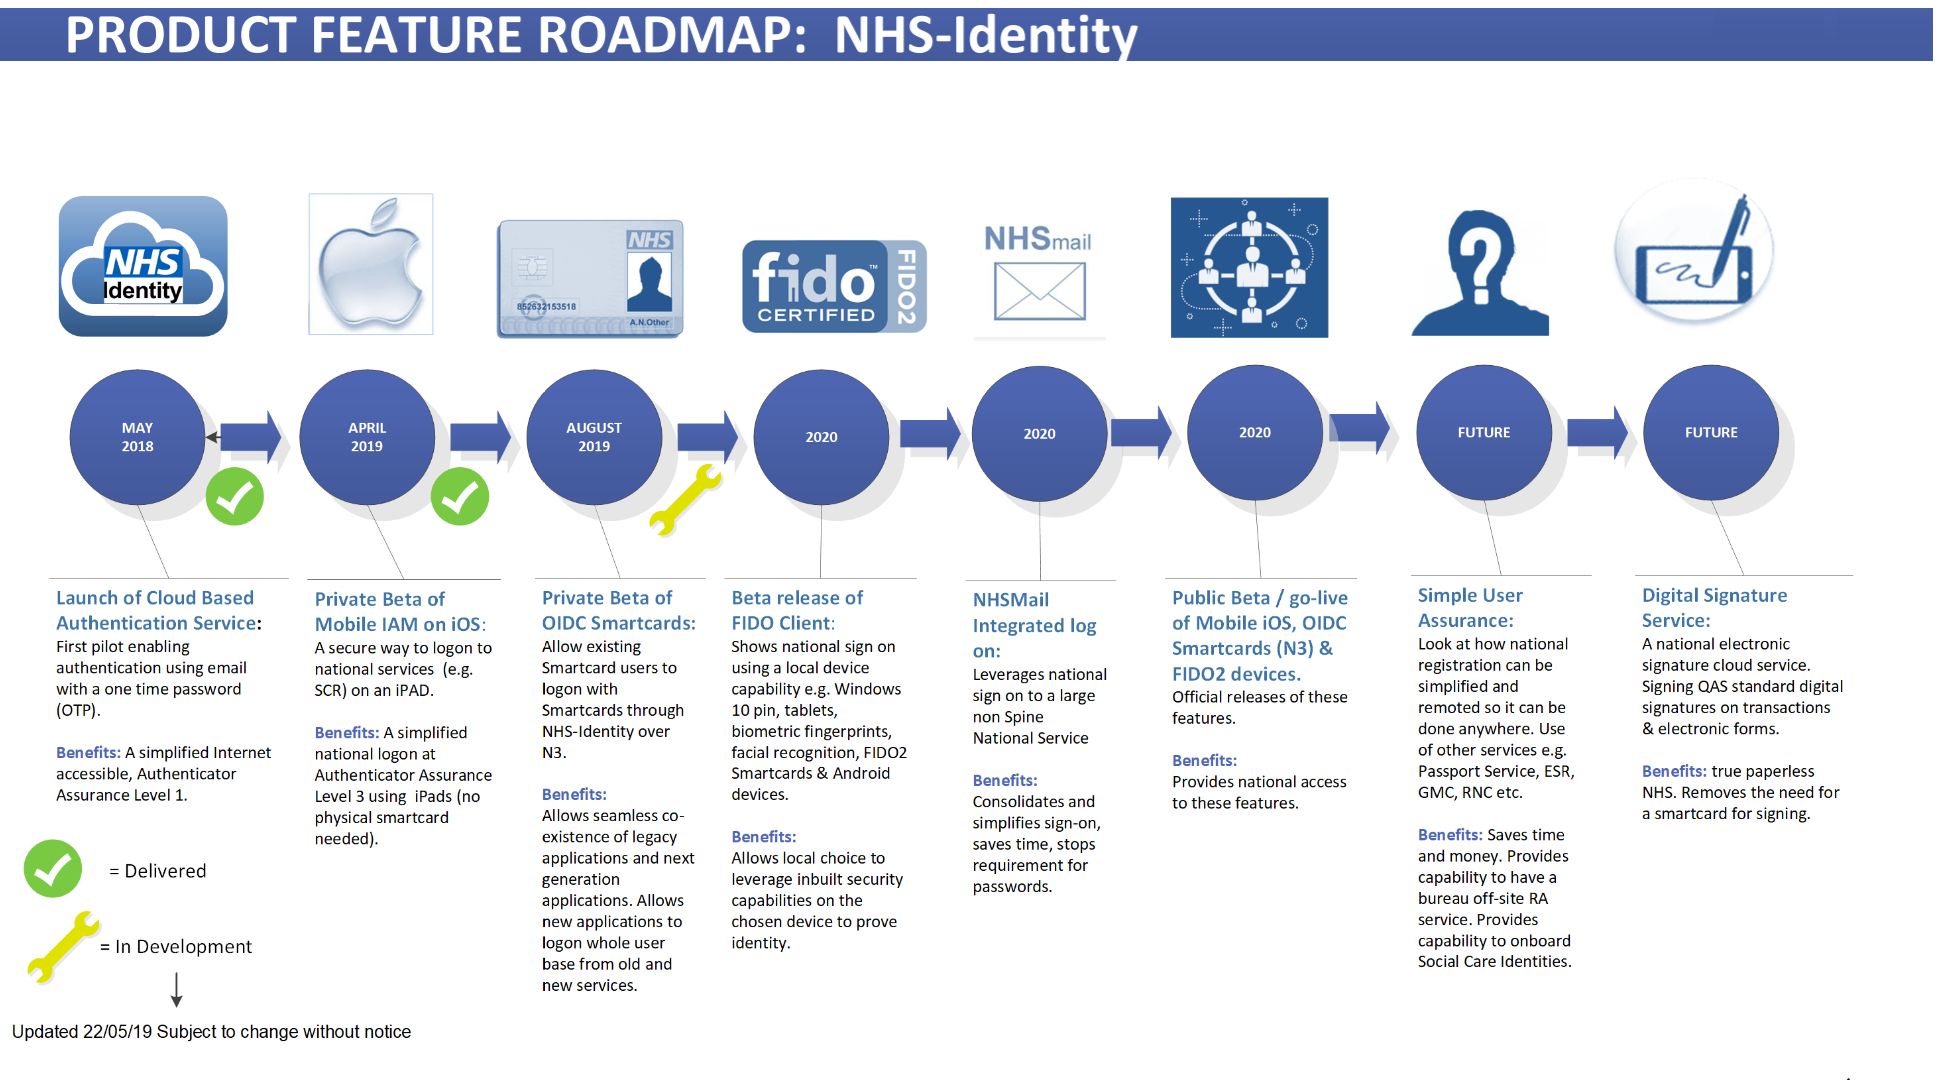 PRODUCT FEATURE ROADMAP:  NHS-Identity
NHS
Identity
NHS
852632153518
A.N.Other
fido™
CERTIFIED
FIDO2
NHSmail
MAY
2018
APRIL
2019
AUGUST
2019
2020
2020
2020
FUTURE
FUTURE
Launch of Cloud Based
Authentication Service:
First pilot enabling
authentication using email
with a one time password
(OTP).
Benefits: A simplified Internet
accessible, Authenticator
Assurance Level 1.
Private Beta of
Mobile IAM on iOS:
A secure way to logon to
national services  (e.g.
SCR) on an iPAD.
Benefits: A simplified
national logon at
Authenticator Assurance
Level 3 using  iPads (no
physical smartcard
needed).
Private Beta of
OIDC Smartcards:
Allow existing
Smartcard users to
logon with
Smartcards through
NHS-Identity over
N3.
Benefits:
Allows seamless co-
existence of legacy
applications and next
generation
applications. Allows
new applications to
logon whole user
base from old and
new services.
Beta release of
FIDO Client:
Shows national sign on
using a local device
capability e.g. Windows
10 pin, tablets,
biometric fingerprints,
facial recognition, FIDO2
Smartcards & Android
devices.
Benefits:
Allows local choice to
leverage inbuilt security
capabilities on the
chosen device to prove
identity.
NHSMail
Integrated log
on:
Leverages national
sign on to a large
non Spine
National Service
Benefits:
Consolidates and
simplifies sign-on,
saves time, stops
requirement for
passwords.
Public Beta / go-live
of Mobile iOS, OIDC
Smartcards (N3) &
FIDO2 devices.
Official releases of these
features.
Benefits:
Provides national access
to these features.
Simple User
Assurance:
Look at how national
registration can be
simplified and
remoted so it can be
done anywhere. Use
of other services e.g.
Passport Service, ESR,
GMC, RNC etc.
Benefits: Saves time
and money. Provides
capability to have a
bureau off-site RA
service. Provides
capability to onboard
Social Care Identities.
Digital Signature
Service:
A national electronic
signature cloud service.
Signing QAS standard digital
signatures on transactions
& electronic forms.
Benefits: true paperless
NHS. Removes the need for
a smartcard for signing.
= Delivered
= In Development
Updated 22/05/19 Subject to change without notice